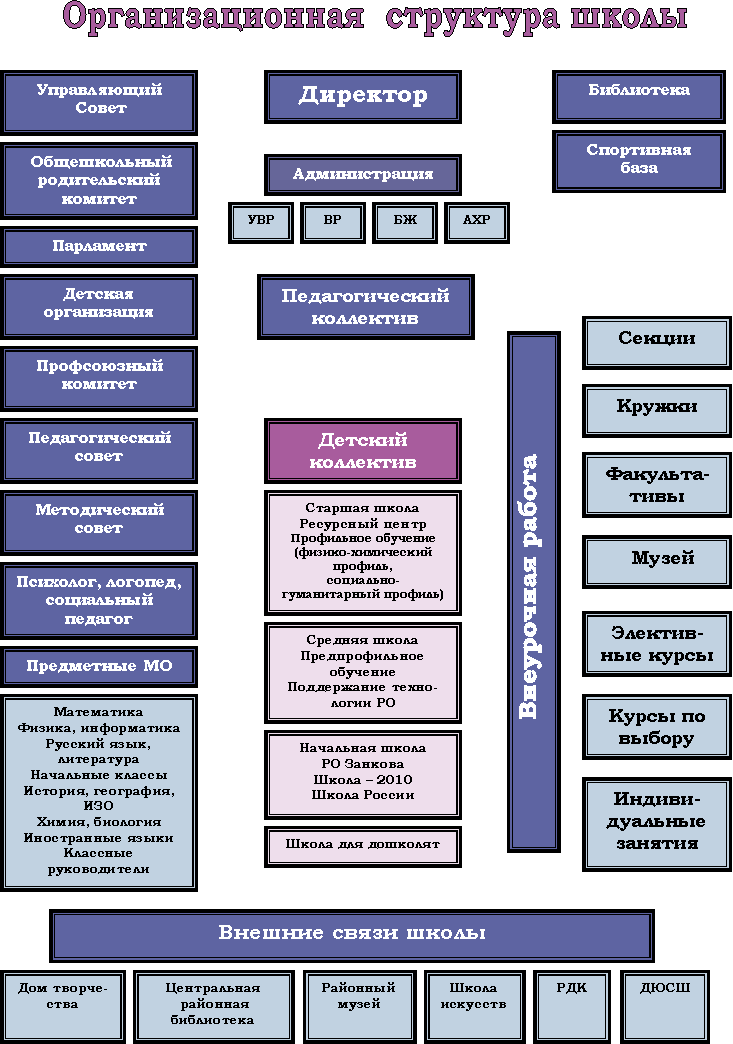 Организационная структура школы
Управляющий
Совет
Общешкольный
родительский
комитет
Парламент
Детская
организация
Профсоюзный
комитет
Педагогический
совет
Методический
совет
Психолог, логопед,
социальный
педагог
Предметные МО
Математика
Физика, информатика
Русский язык,
литература
Начальные классы
История, география,
ИЗО
Химия, биология
Иностранные языки
Классные
руководители
Директор
Администрация
УВР
ВР
БЖ
АХР
Педагогический
коллектив
Детский
коллектив
Старшая школа
Ресурсный центр
Профильное обучение
(физико-химический
профиль,
социально-
гуманитарный профиль)
Средняя школа
Предпрофильное
обучение
Поддержание техно-
логии РО
Начальная школа
РО Занкова
Школа – 2010
Школа России
Школа для дошколят
Библиотека
Спортивная
база
Внеурочная работа
Секции
Кружки
Факульта-
тивы
Музей
Электив-
ные курсы
Курсы по
выбору
Индиви-
дуальные
занятия
Внешние связи школы
Дом творче-
ства
Центральная
районная
библиотека
Районный
музей
Школа
искусств
РДК
ДЮСШ